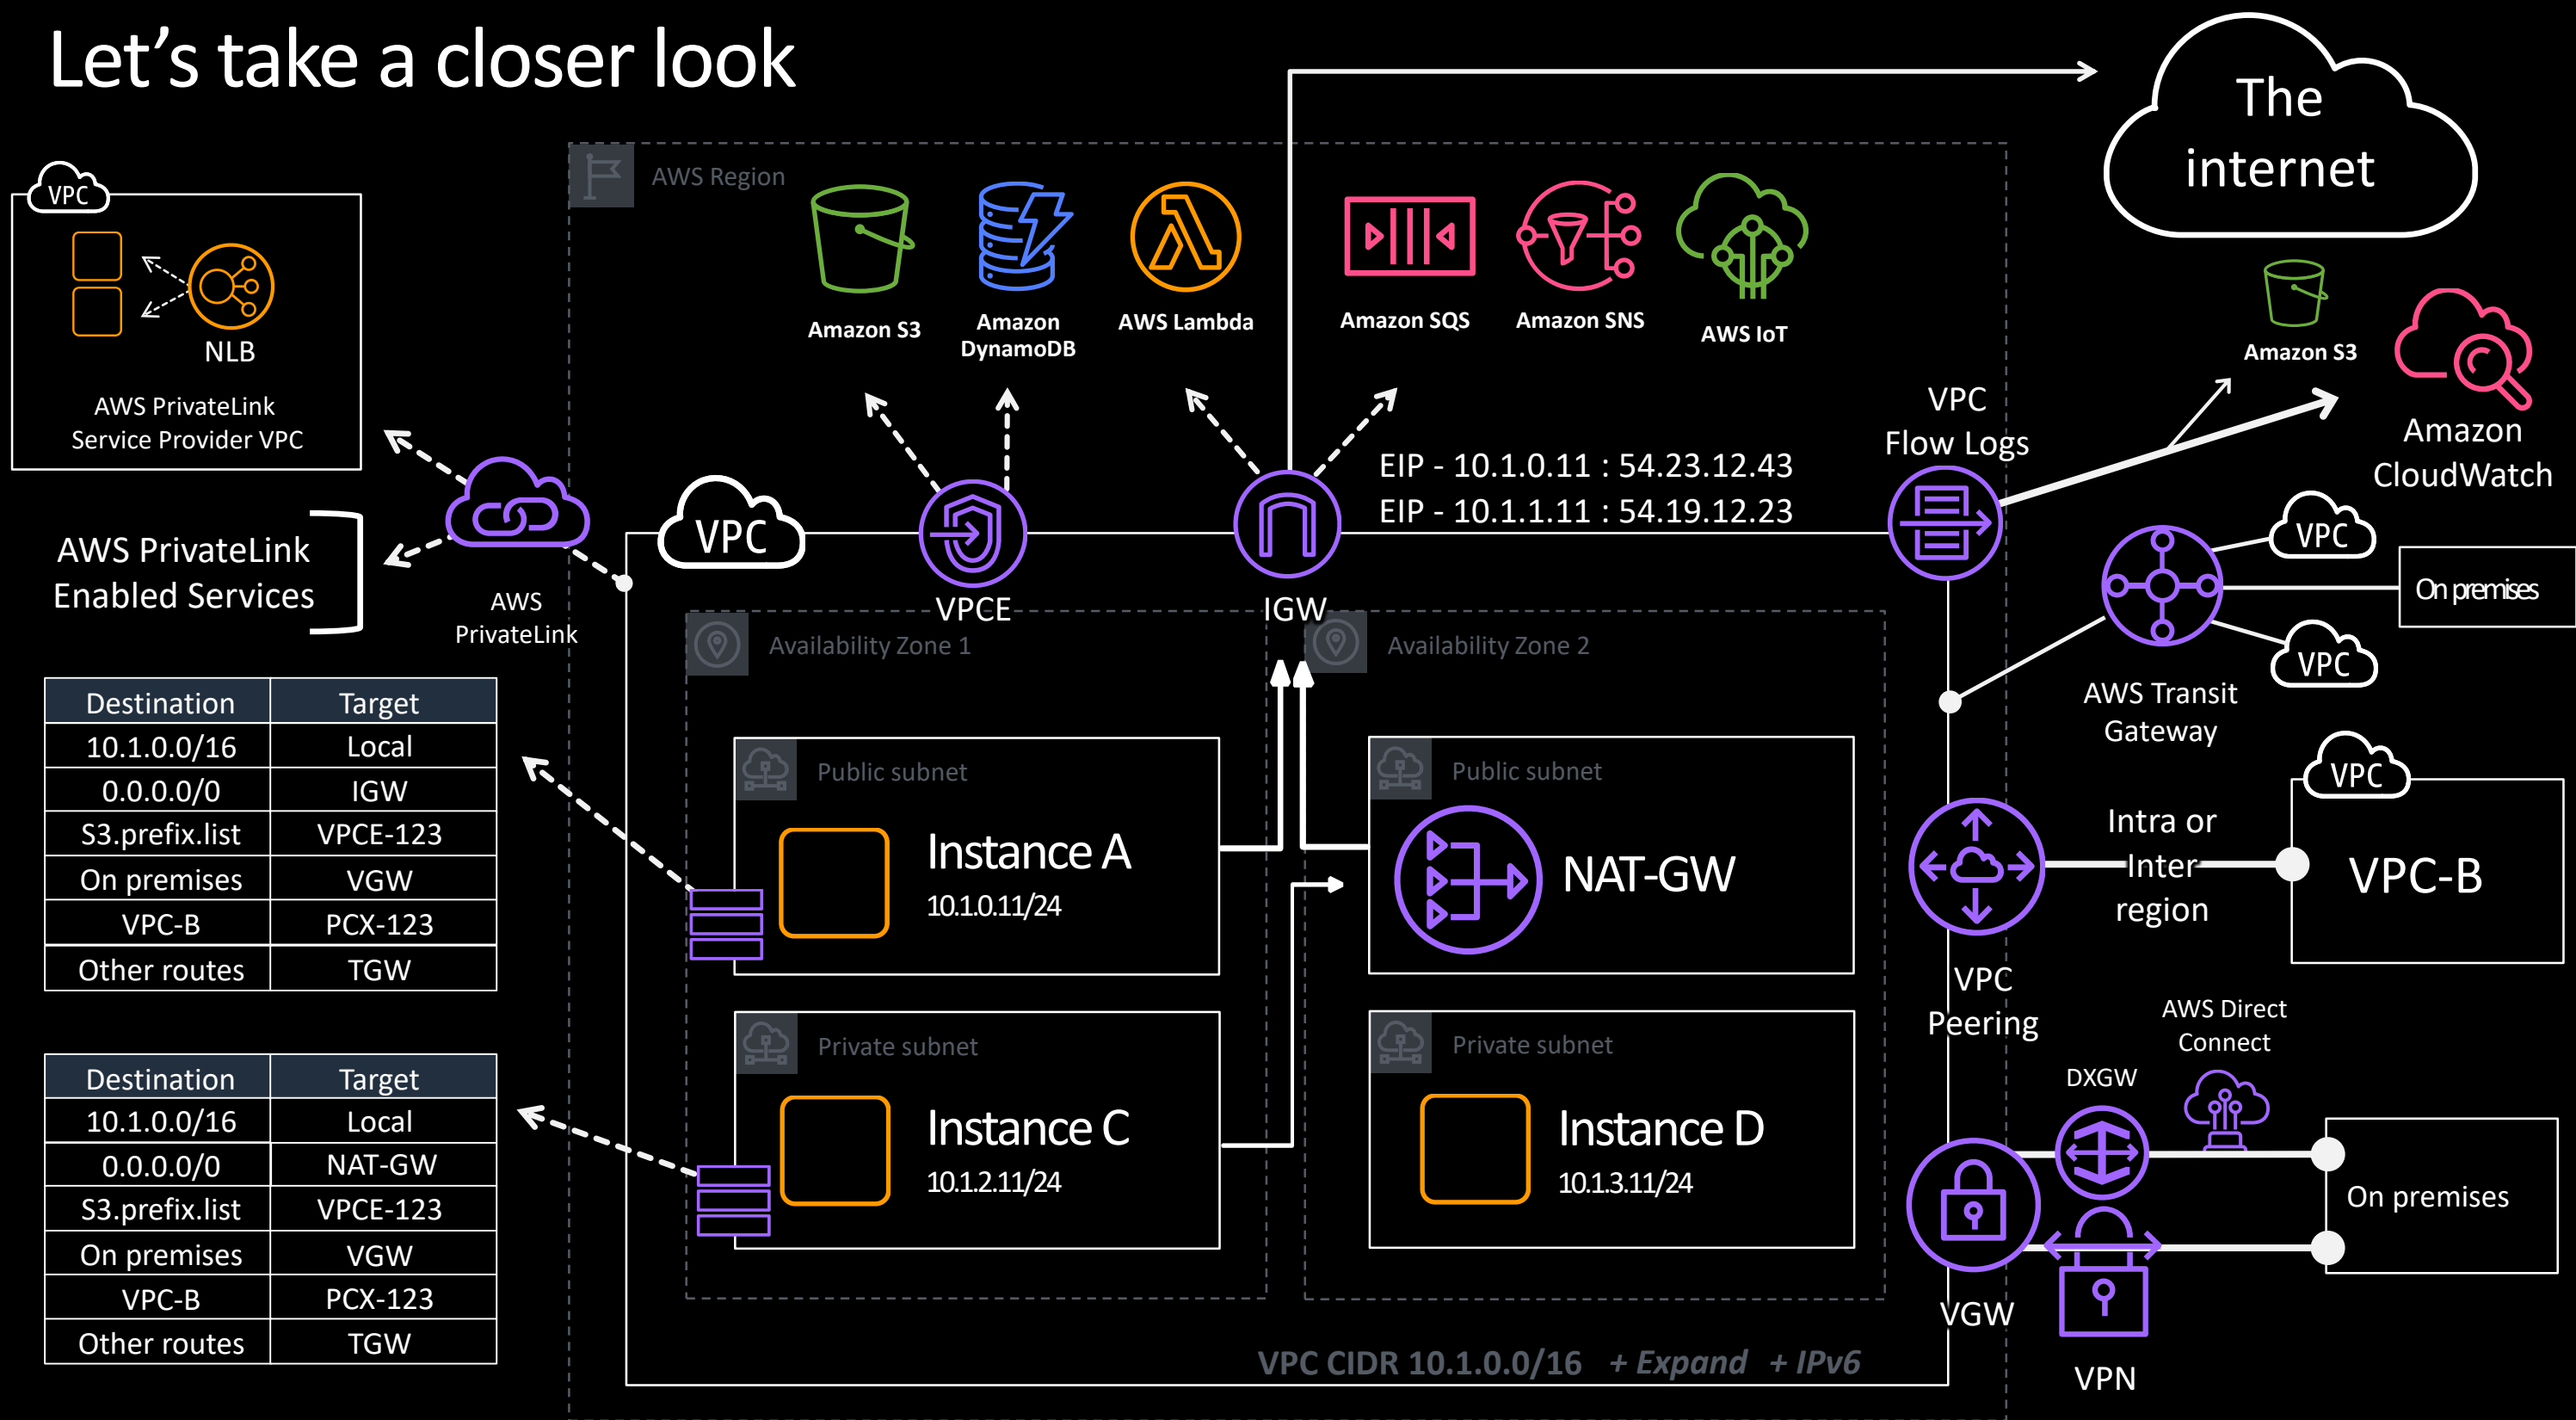 Let's take a closer look
The
internet
AWS Region
VPC
NLB
AWS PrivateLink
Service Provider VPC
Amazon S3
Amazon
DynamoDB
AWS Lambda
Amazon SQS
Amazon SNS
AWS IoT
Amazon S3
Amazon
CloudWatch
VPC
Flow Logs
EIP - 10.1.0.11 : 54.23.12.43
EIP - 10.1.1.11 : 54.19.12.23
AWS PrivateLink
Enabled Services
AWS
PrivateLink
VPC
VPCE
IGW
VPC
On premises
VPC
AWS Transit
Gateway
Availability Zone 1
Availability Zone 2
Destination Target
10.1.0.0/16 Local
0.0.0.0/0 IGW
S3.prefix.list VPCE-123
On premises VGW
VPC-B PCX-123
Other routes TGW
Public subnet
Instance A
10.1.0.11/24
Public subnet
NAT-GW
VPC
Intra or
Inter
region
VPC-B
VPC
Peering
Destination Target
10.1.0.0/16 Local
0.0.0.0/0 NAT-GW
S3.prefix.list VPCE-123
On premises VGW
VPC-B PCX-123
Other routes TGW
Private subnet
Instance C
10.1.2.11/24
Private subnet
Instance D
10.1.3.11/24
AWS Direct
Connect
DXGW
On premises
VGW
VPN
VPC CIDR 10.1.0.0/16 + Expand + IPv6